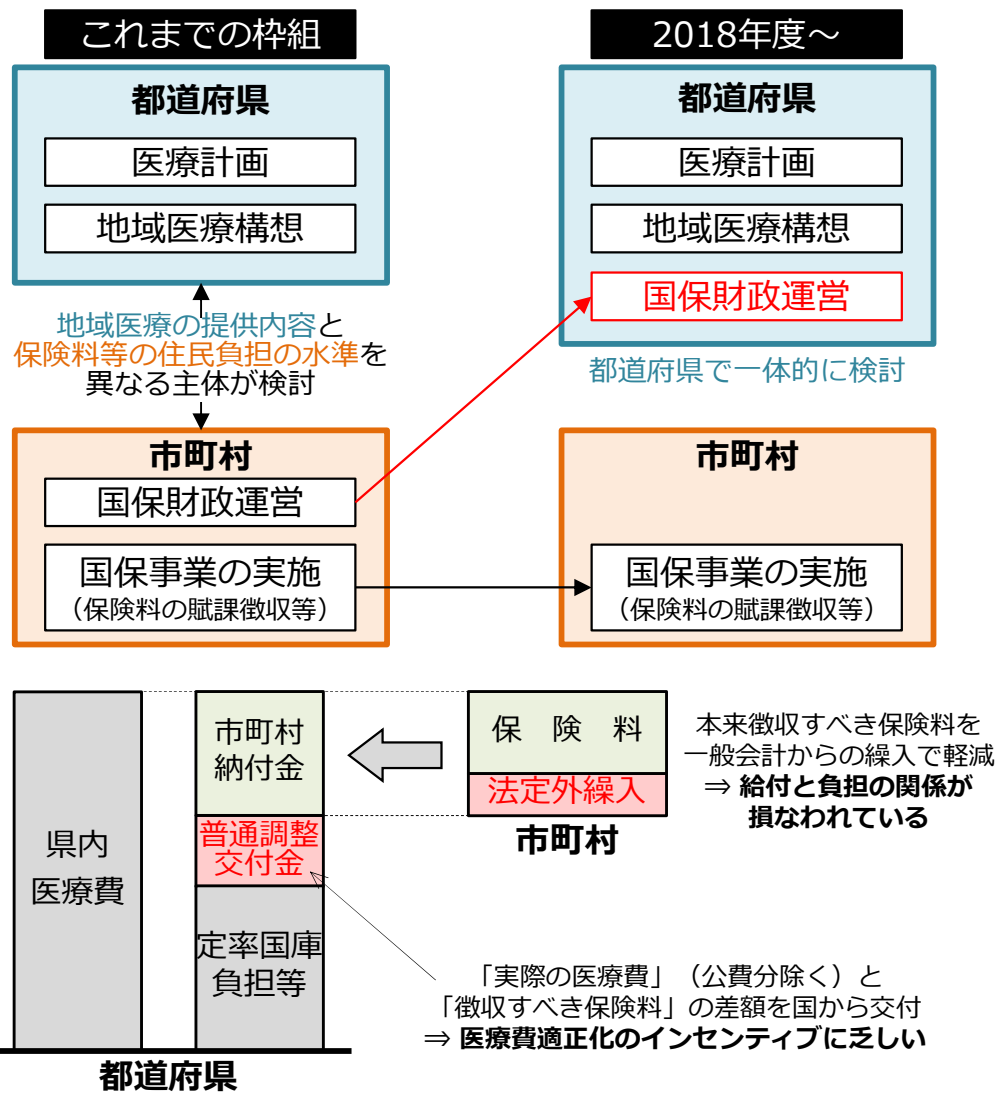 これまでの枠組
都道府県
医療計画
地域医療構想
地域医療の提供内容と
保険料等の住民負担の水準を
異なる主体が検討
市町村
国保財政運営
国保事業の実施
（保険料の賦課徴収等）
2018年度～
都道府県
医療計画
地域医療構想
国保財政運営
都道府県で一体的に検討
市町村
国保事業の実施
（保険料の賦課徴収等）
県内
医療費
市町村
納付金
普通調整
交付金
定率国庫
負担等
都道府県
保　険　料
法定外繰入
市町村
本来徴収すべき保険料を
一般会計からの繰入で軽減
⇒ 給付と負担の関係が
損なわれている
「実際の医療費」（公費分除く）と
「徴収すべき保険料」の差額を国から交付
⇒ 医療費適正化のインセンティブに乏しい